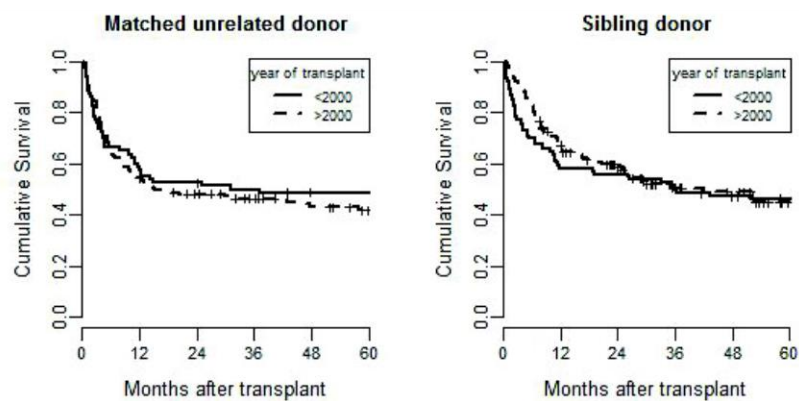 Matched unrelated donor
Cumulative Survival
0.0 0.2 0.4 0.6 0.8 1.0
year of transplant
<2000
>2000
0 12 24 36 48 60
Months after transplant
Sibling donor
Cumulative Survival
0.0 0.2 0.4 0.6 0.8 1.0
year of transplant
<2000
>2000
0 12 24 36 48 60
Months after transplant